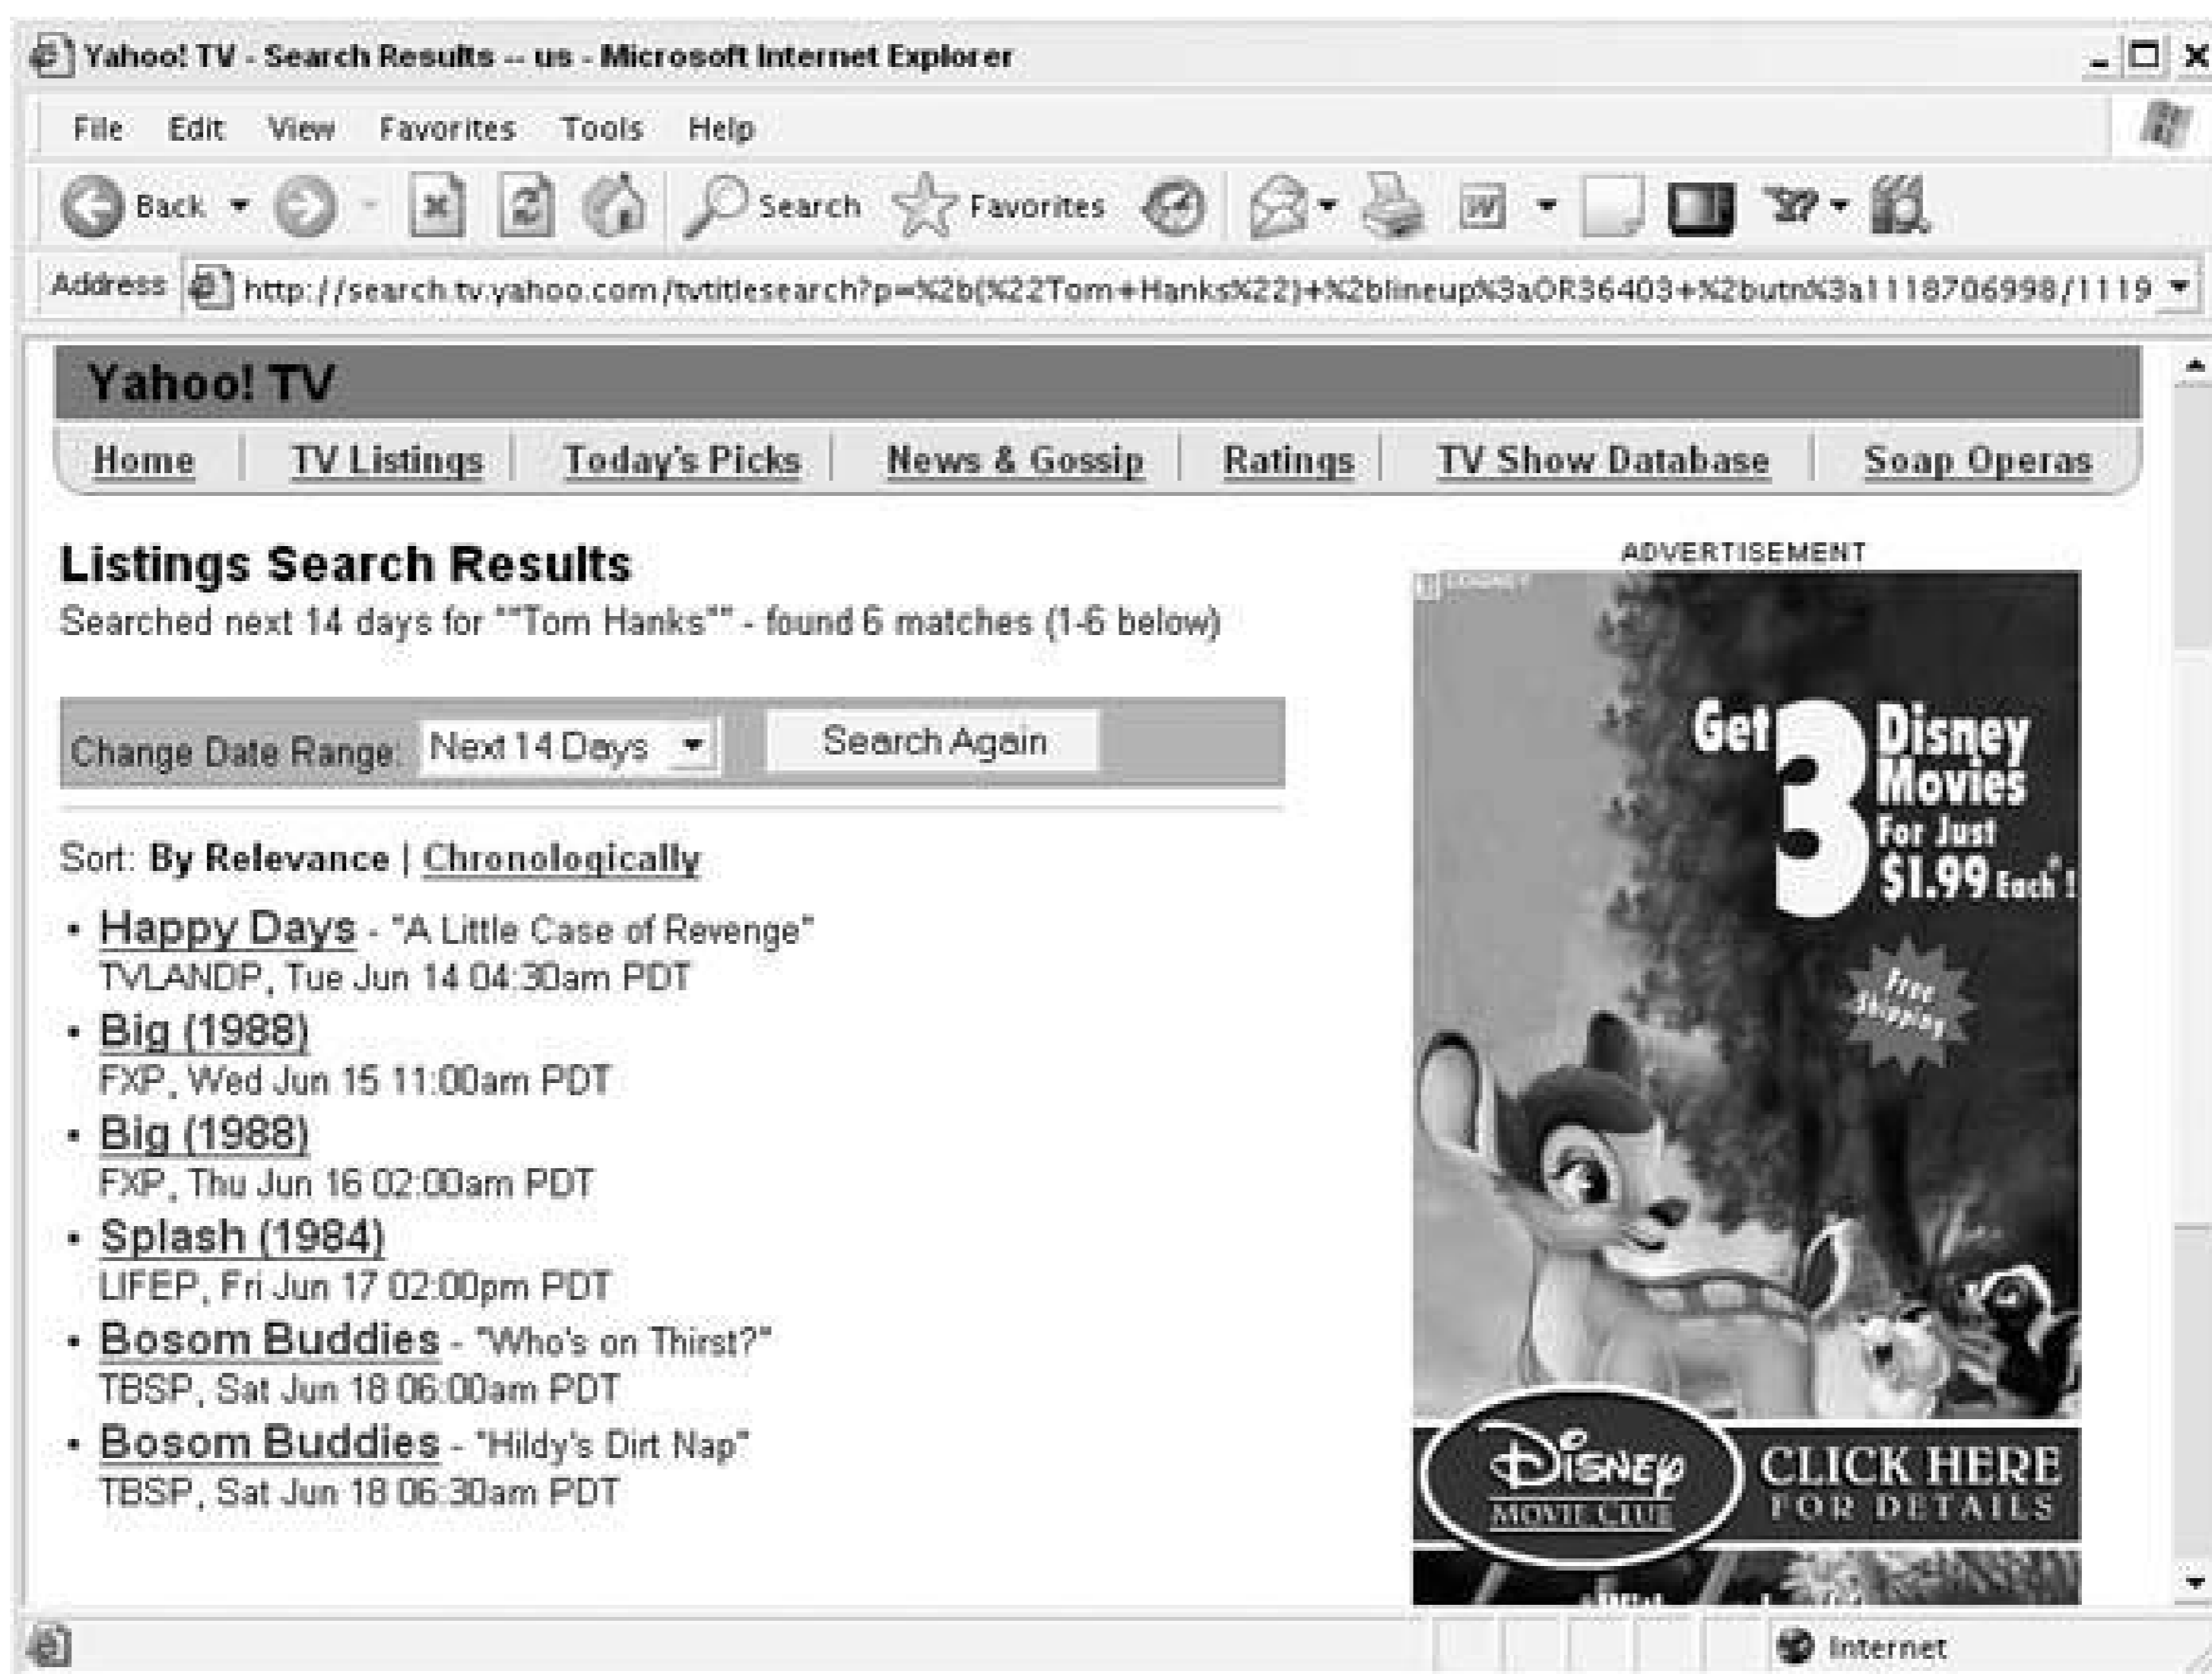 Yahoo! TV - Search Results -- us - Microsoft Internet Explorer
File Edit View Favorites Tools Help
Back Search Favorites
Address http://search.tv.yahoo.com/tvtitlesearch?p=%2b(%22Tom+Hanks%22)+%2blineup%3aOR36403+%2butn%3a1118706998/1119
Yahoo! TV
Home TV Listings Today's Picks News & Gossip Ratings TV Show Database Soap Operas
Listings Search Results
Searched next 14 days for ""Tom Hanks"" - found 6 matches (1-6 below)
Change Date Range: Next 14 Days Search Again
Sort: By Relevance | Chronologically
• Happy Days - "A Little Case of Revenge"
TVLANDP, Tue Jun 14 04:30am PDT
• Big (1988)
FXP, Wed Jun 15 11:00am PDT
• Big (1988)
FXP, Thu Jun 16 02:00am PDT
• Splash (1984)
LIFEP, Fri Jun 17 02:00pm PDT
• Bosom Buddies - "Who's on Thirst?"
TBSP, Sat Jun 18 06:00am PDT
• Bosom Buddies - "Hildy's Dirt Nap"
TBSP, Sat Jun 18 06:30am PDT
ADVERTISEMENT
Get 3 Disney
Movies
For Just
$1.99 Each*!
Free
Shipping
Disney
MOVIE CLUB
CLICK HERE
FOR DETAILS
Internet